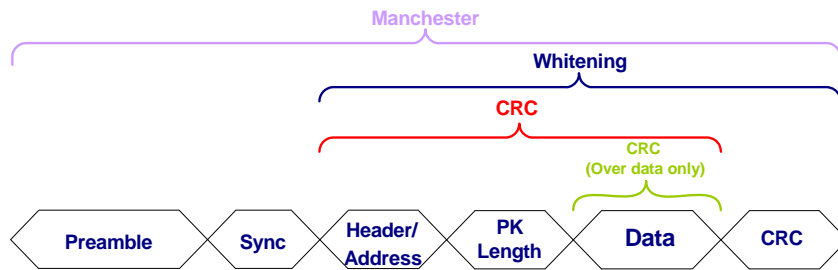 Manchester
Whitening
CRC
CRC
(Over data only)
Preamble
Sync
Header/
Address
PK
Length
Data
CRC